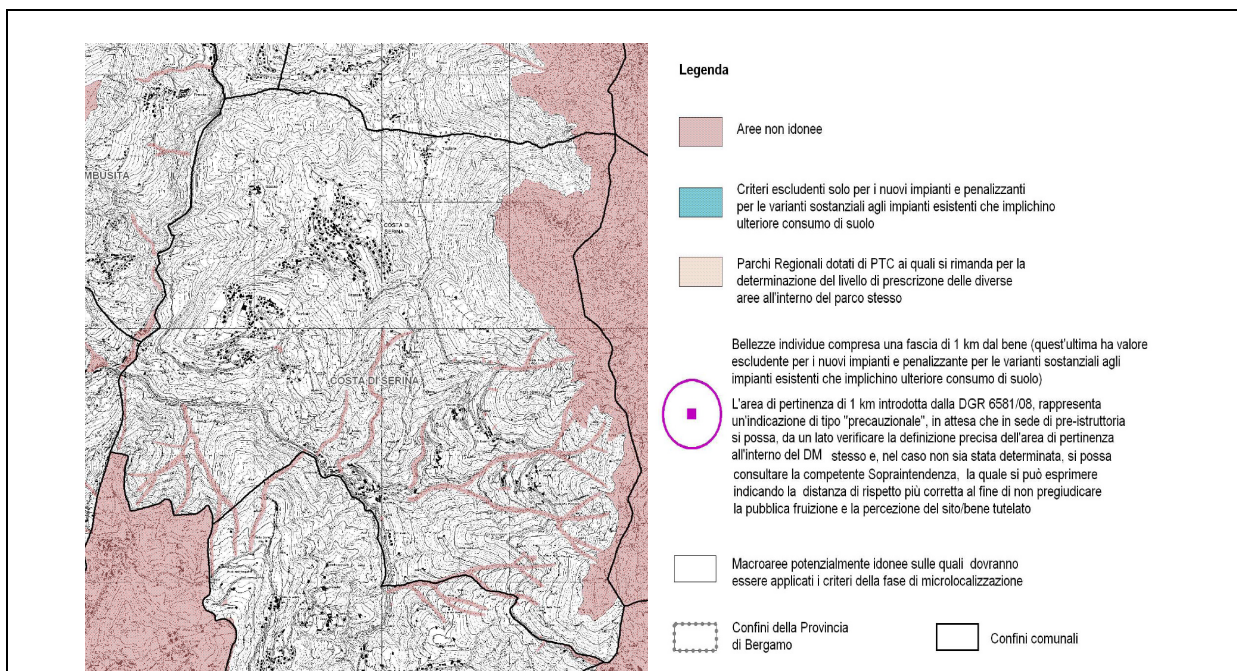 MBUSITA
COSTA DI
SERINA
COSTA DI SERINA
Legenda
Aree non idonee
Criteri escludenti solo per i nuovi impianti e penalizzanti
per le varianti sostanziali agli impianti esistenti che implichino
ulteriore consumo di suolo
Parchi Regionali dotati di PTC ai quali si rimanda per la
determinazione del livello di prescrizone delle diverse
aree all'interno del parco stesso
Bellezze individue compresa una fascia di 1 km dal bene (quest'ultima ha valore
escludente per i nuovi impianti e penalizzante per le varianti sostanziali agli
impianti esistenti che implichino ulteriore consumo di suolo)
L'area di pertinenza di 1 km introdotta dalla DGR 6581/08, rappresenta
un'indicazione di tipo "precauzionale", in attesa che in sede di pre-istruttoria
si possa, da un lato verificare la definizione precisa dell'area di pertinenza
all'interno del DM stesso e, nel caso non sia stata determinata, si possa
consultare la competente Sopraintendenza, la quale si può esprimere
indicando la distanza di rispetto più corretta al fine di non pregiudicare
la pubblica fruizione e la percezione del sito/bene tutelato
Macroaree potenzialmente idonee sulle quali dovranno
essere applicati i criteri della fase di microlocalizzazione
Confini della Provincia
di Bergamo
Confini comunali